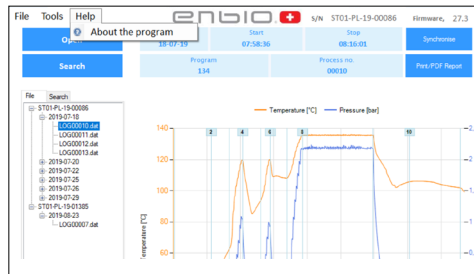 File Tools Help
About the program
enbio.
S/N ST01-PL-19-00086
Firmware, 27.3
Start
Stop
18-07-19
07:58:36
08:16:01
Synchronise
Search
Program
134
Process no.
00010
Print/PDF Report
File Search
ST01-PL-19-00086
2019-07-18
LOG00010.dat
LOG00011.dat
LOG00012.dat
LOG00013.dat
2019-07-20
2019-07-22
2019-07-25
2019-07-26
2019-07-29
ST01-PL-19-01385
2019-08-23
LOG00007.dat
Temperature [°C] Pressure [bar]
2 4 6 8 10
140
120
100
80
60